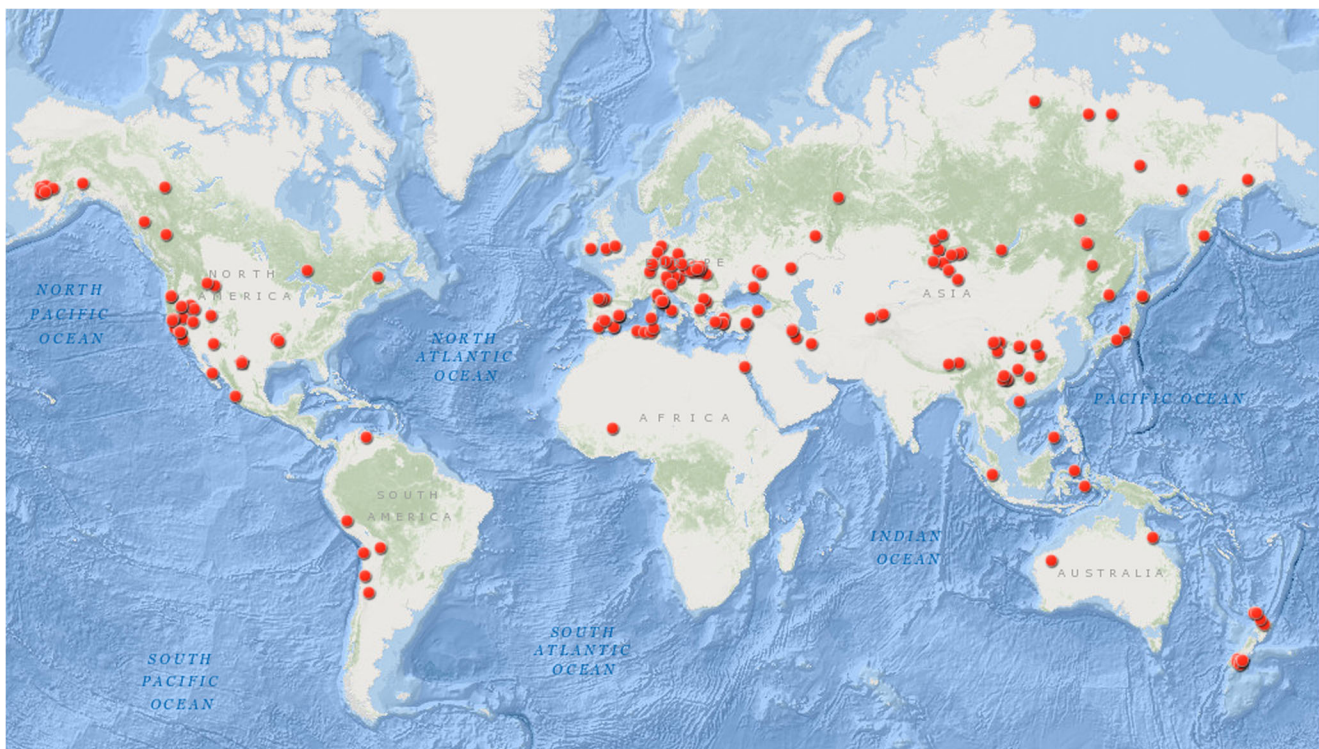 NORTH
AMERICA
EUROPE
ASIA
NORTH
PACIFIC
OCEAN
NORTH
ATLANTIC
OCEAN
PACIFIC OCEAN
AFRICA
SOUTH
AMERICA
INDIAN
OCEAN
AUSTRALIA
SOUTH
ATLANTIC
OCEAN
SOUTH
PACIFIC
OCEAN